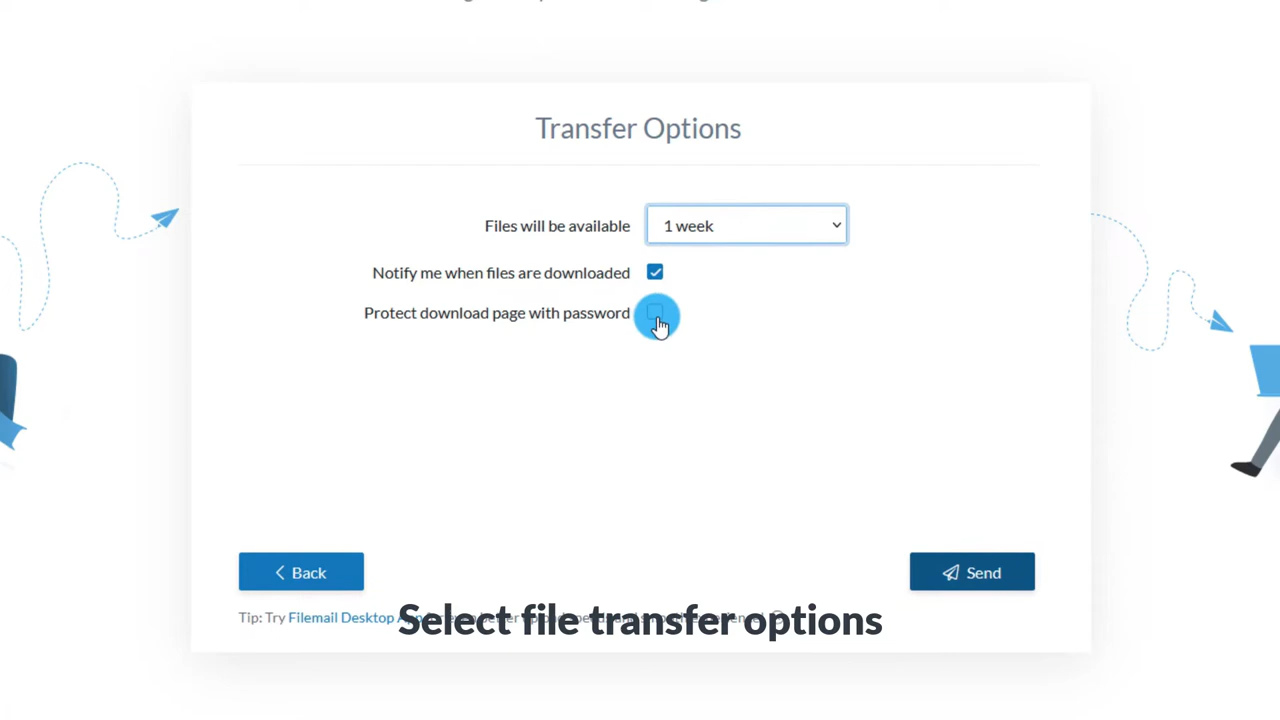 Transfer Options
Files will be available 1 week
Notify me when files are downloaded
Protect download page with password
Back
Send
Tip: Try Filemail Desktop
Select file transfer options